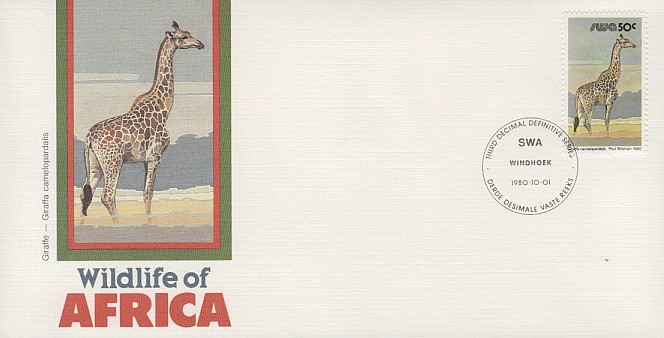 Giraffe — Giraffa camelopardalis
Wildlife of
AFRICA
swa 50c
camelopardalis Paul Bosman 1980
THIRD DECIMAL DEFINITIVE SERIES
SWA
WINDHOEK
1980-10-01
DERDE DESIMALE VASTE REEKS